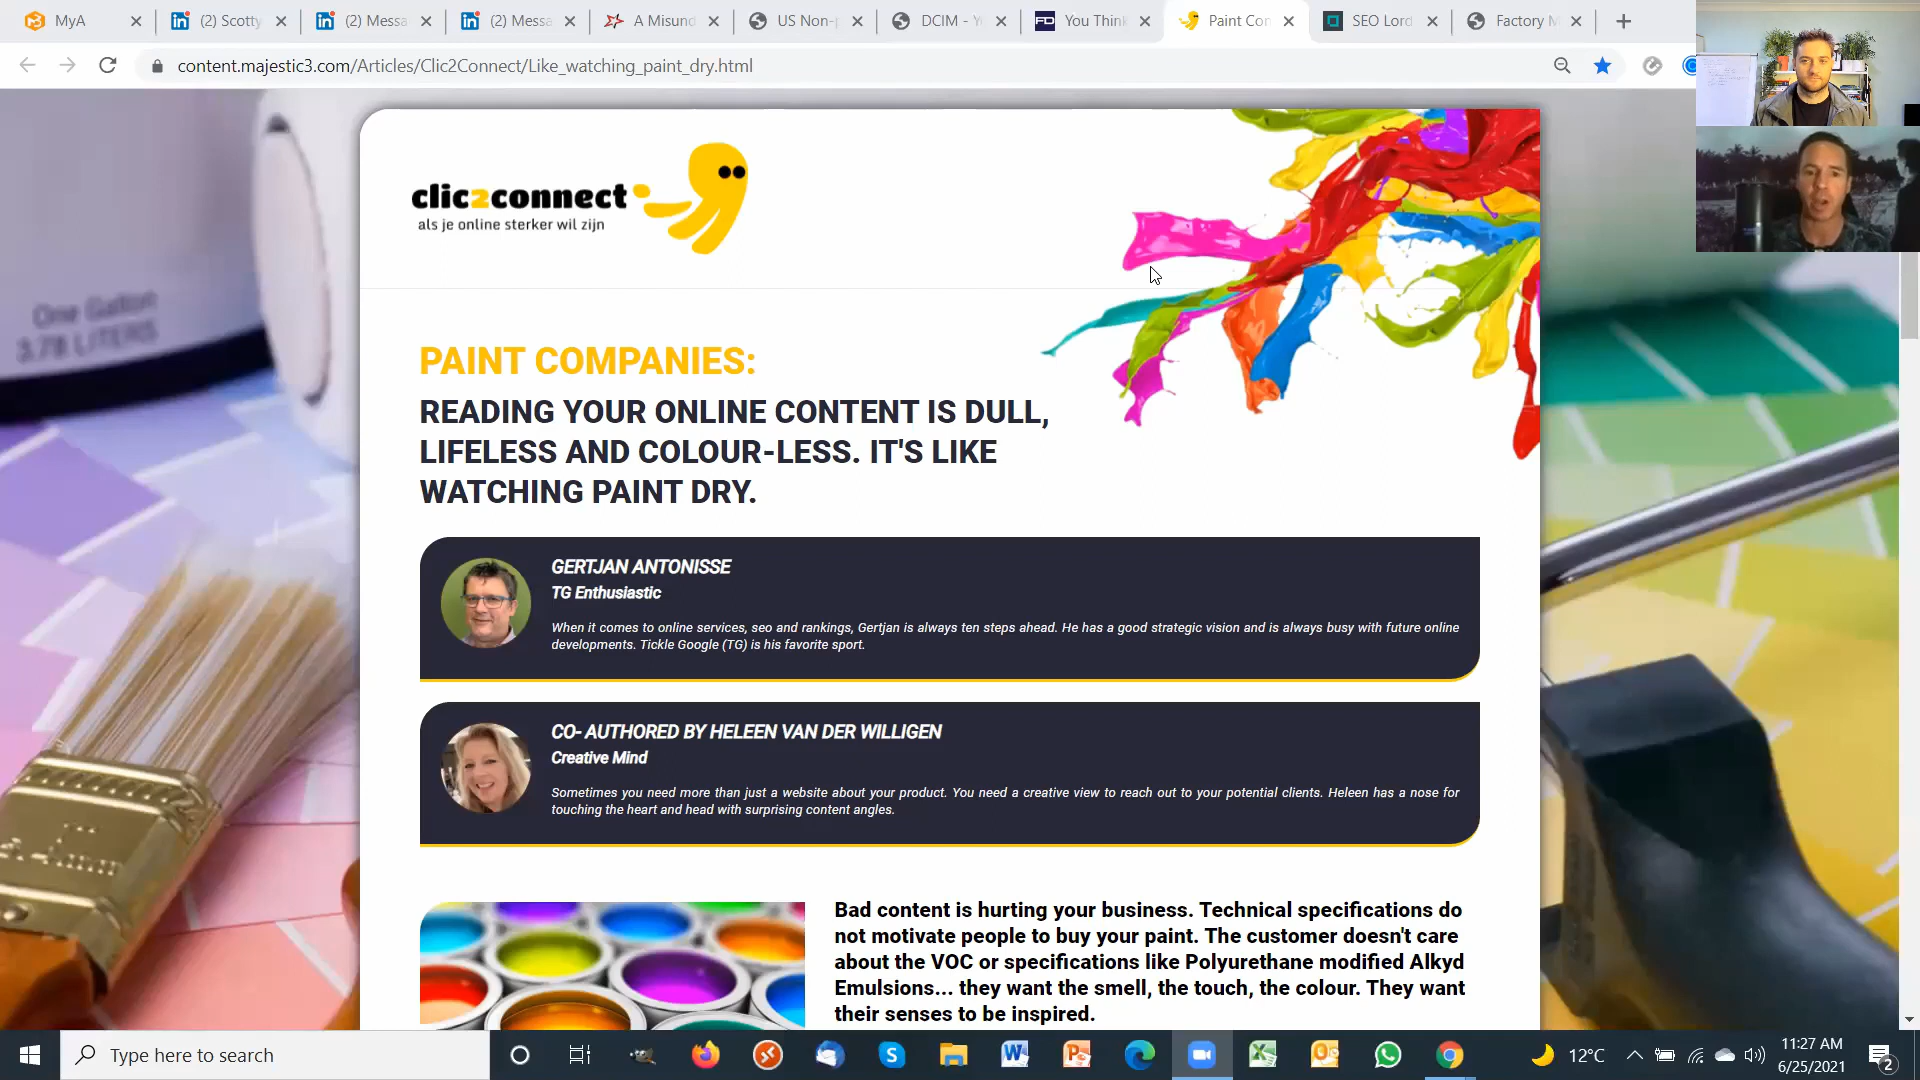 MyA
(2) Scotty
(2) Messa
(2) Messa
A Misund
US Non-p
DCIM - Y
You Think
Paint Con
SEO Lord
Factory M
content.majestic3.com/Articles/Clic2Connect/Like_watching_paint_dry.html
One Gallon
3.78 LITERS
clic2connect
als je online sterker wil zijn
PAINT COMPANIES:
READING YOUR ONLINE CONTENT IS DULL,
LIFELESS AND COLOUR-LESS. IT'S LIKE
WATCHING PAINT DRY.
GERTJAN ANTONISSE
TG Enthusiastic
When it comes to online services, seo and rankings, Gertjan is always ten steps ahead. He has a good strategic vision and is always busy with future online
developments. Tickle Google (TG) is his favorite sport.
CO- AUTHORED BY HELEEN VAN DER WILLIGEN
Creative Mind
Sometimes you need more than just a website about your product. You need a creative view to reach out to your potential clients. Heleen has a nose for
touching the heart and head with surprising content angles.
Bad content is hurting your business. Technical specifications do
not motivate people to buy your paint. The customer doesn't care
about the VOC or specifications like Polyurethane modified Alkyd
Emulsions... they want the smell, the touch, the colour. They want
their senses to be inspired.
Type here to search
12°C
11:27 AM
6/25/2021
2